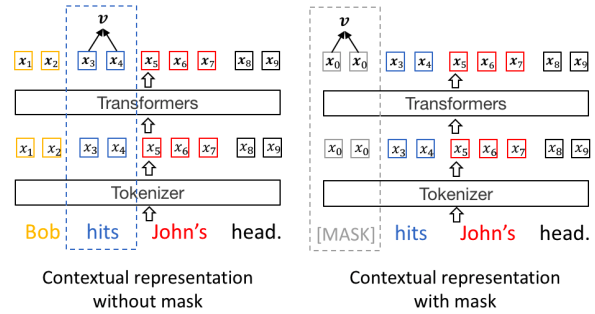 v
x1 x2 x3 x4 x5 x6 x7 x8 x9
Transformers
x1 x2 x3 x4 x5 x6 x7 x8 x9
Tokenizer
Bob hits John's head.
Contextual representation
without mask
v
x0 x0 x3 x4 x5 x6 x7 x8 x9
Transformers
x0 x0 x3 x4 x5 x6 x7 x8 x9
Tokenizer
[MASK] hits John's head.
Contextual representation
with mask